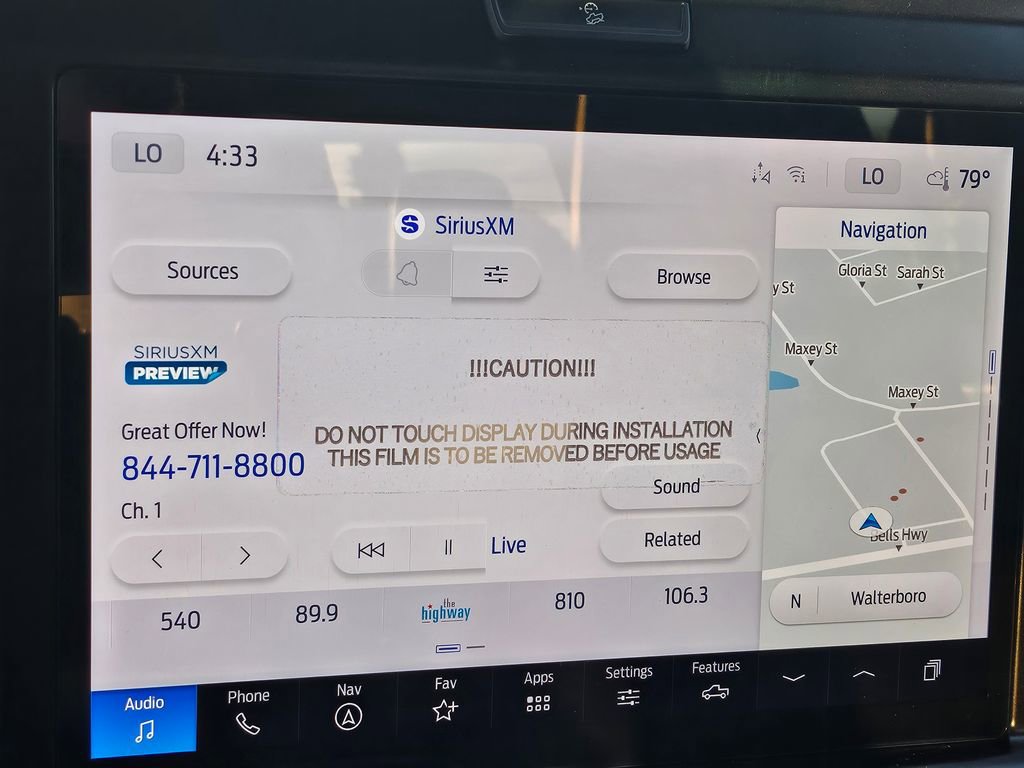 LO
4:33
LO
79°
SiriusXM
Sources
Browse
SIRIUSXM
PREVIEW
!!!CAUTION!!!
DO NOT TOUCH DISPLAY DURING INSTALLATION
THIS FILM IS TO BE REMOVED BEFORE USAGE
Great Offer Now!
844-711-8800
Ch. 1
Sound
Related
Live
540
89.9
the
highway
810
106.3
Navigation
Gloria St
Sarah St
y St
Maxey St
Maxey St
Bells Hwy
N
Walterboro
Audio
Phone
Nav
Fav
Apps
Settings
Features